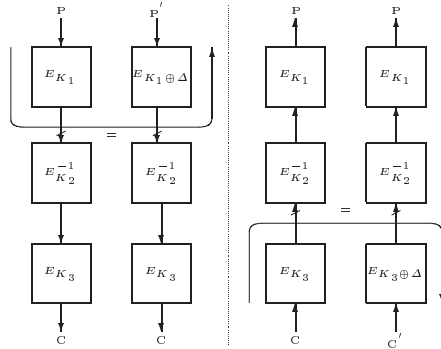 P P′ P P
E_{K_1} E_{K_1 ⊕ Δ} E_{K_1} E_{K_1}
= 
E^{-1}_{K_2} E^{-1}_{K_2} E^{-1}_{K_2} E^{-1}_{K_2}
=
E_{K_3} E_{K_3} E_{K_3} E_{K_3 ⊕ Δ}
C C C C′